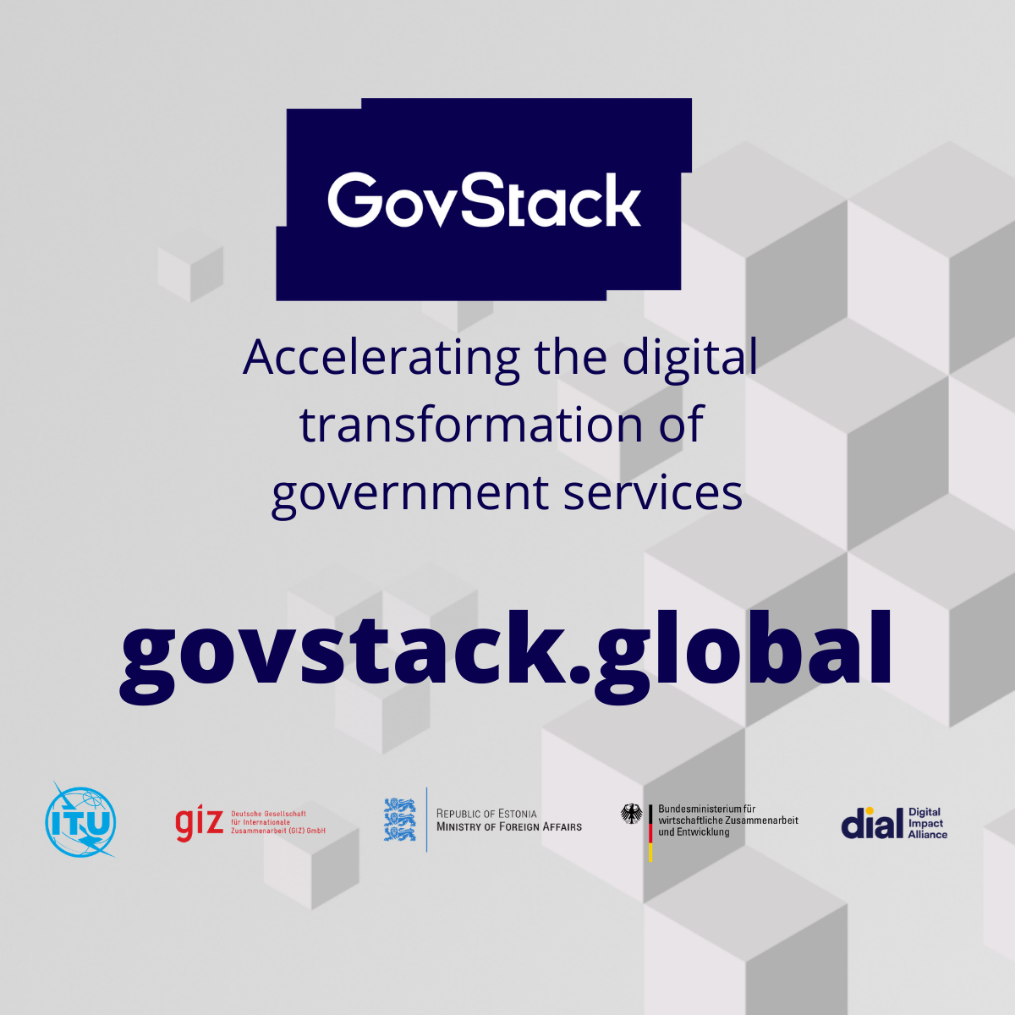 GovStack
Accelerating the digital
transformation of
government services
govstack.global
ITU
giz
Deutsche Gesellschaft
für Internationale
Zusammenarbeit (GIZ) GmbH
REPUBLIC OF ESTONIA
MINISTRY OF FOREIGN AFFAIRS
Bundesministerium für
wirtschaftliche Zusammenarbeit
und Entwicklung
dial
Digital
Impact
Alliance